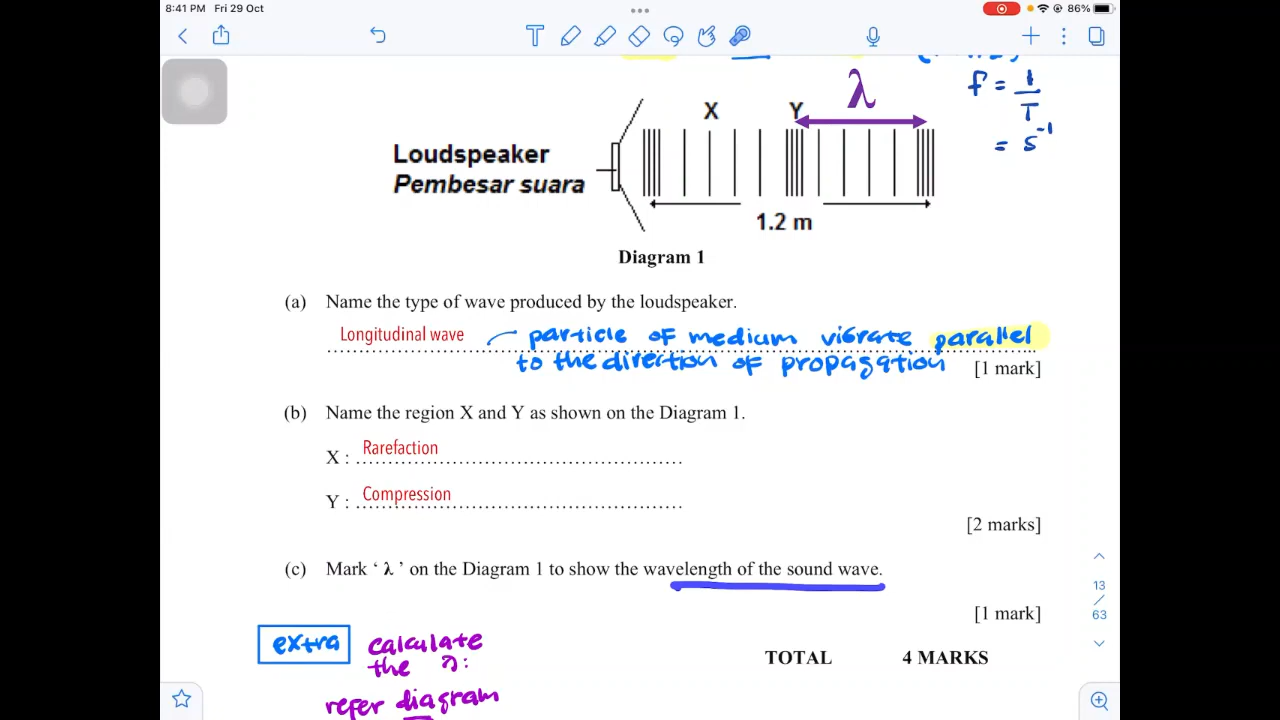 8:41 PM Fri 29 Oct
86%
T
λ
f = 1
T
= s⁻¹
X
Y
Loudspeaker
Pembesar suara
1.2 m
Diagram 1
(a) Name the type of wave produced by the loudspeaker.
Longitudinal wave particle of medium vibrate parallel
to the direction of propagation [1 mark]
(b) Name the region X and Y as shown on the Diagram 1.
X : Rarefaction
Y : Compression
[2 marks]
(c) Mark ‘ λ ’ on the Diagram 1 to show the wavelength of the sound wave.
[1 mark]
13
/
63
extra calculate
the λ:
TOTAL 4 MARKS
refer diagram